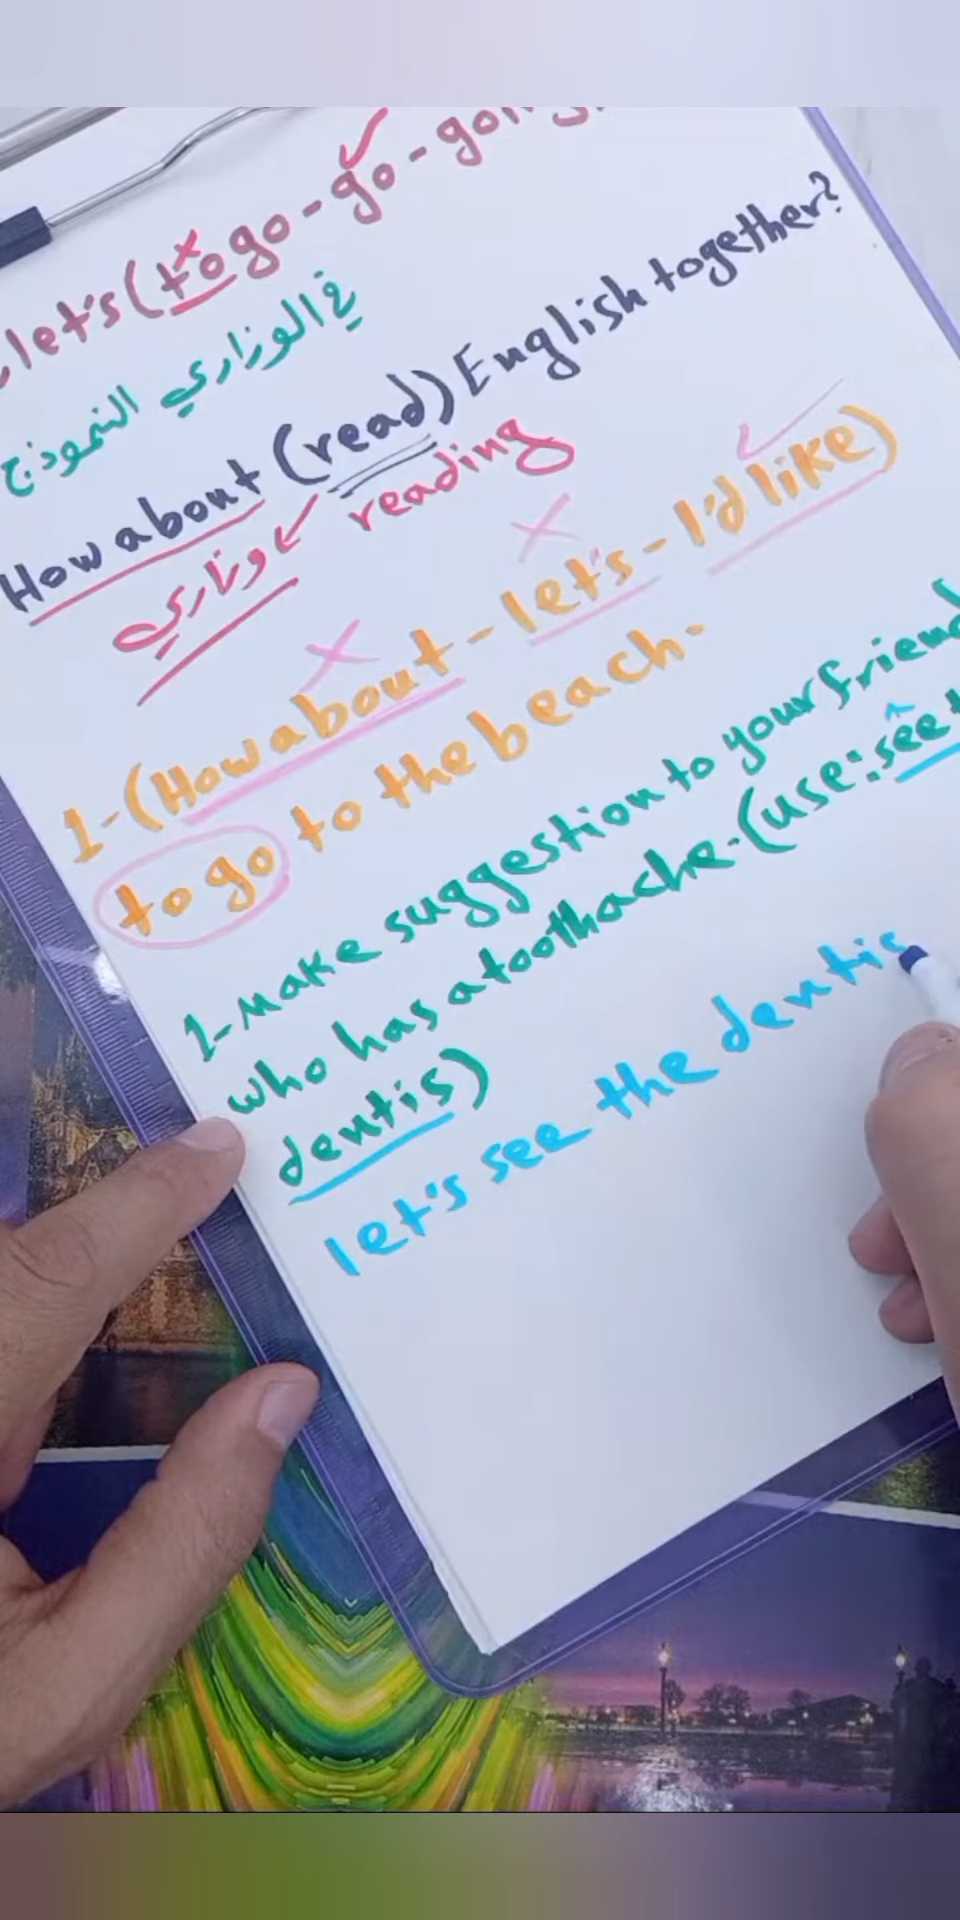 let's (to go - go - going
في الوزاري النموذج
How about (read) English together?
وزاري reading
1-(How about - let's - I'd like)
to go to the beach.
1- Make suggestion to your friend
who has a toothache. (use: see t
dentis)
let's see the dentis